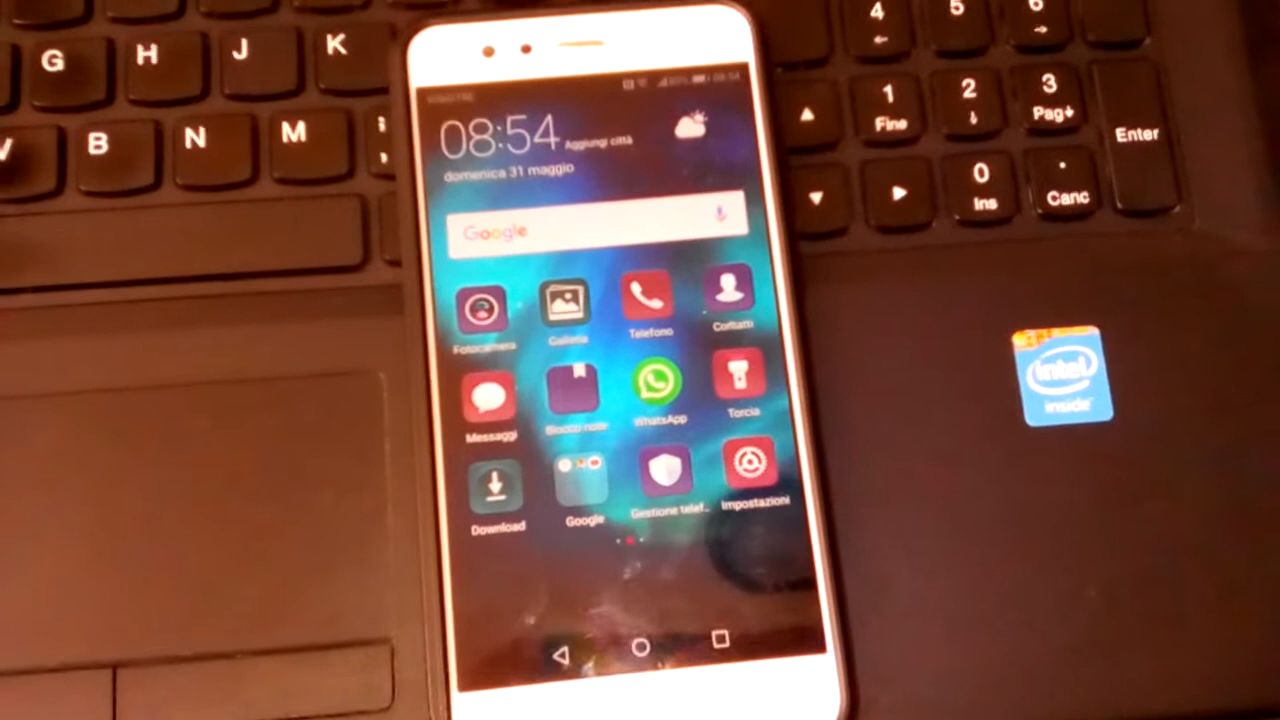 G H J K
4 5 6
V B N M
1 2 3
Fine Pag+
Enter
0 .
Ins Canc
08:54
08:54 Aggiungi città
domenica 31 maggio
Google
Fotocamera Galleria Telefono Contatti
Messaggi Blocco note WhatsApp Torcia
Download Google Gestione telef.. Impostazioni
intel
inside